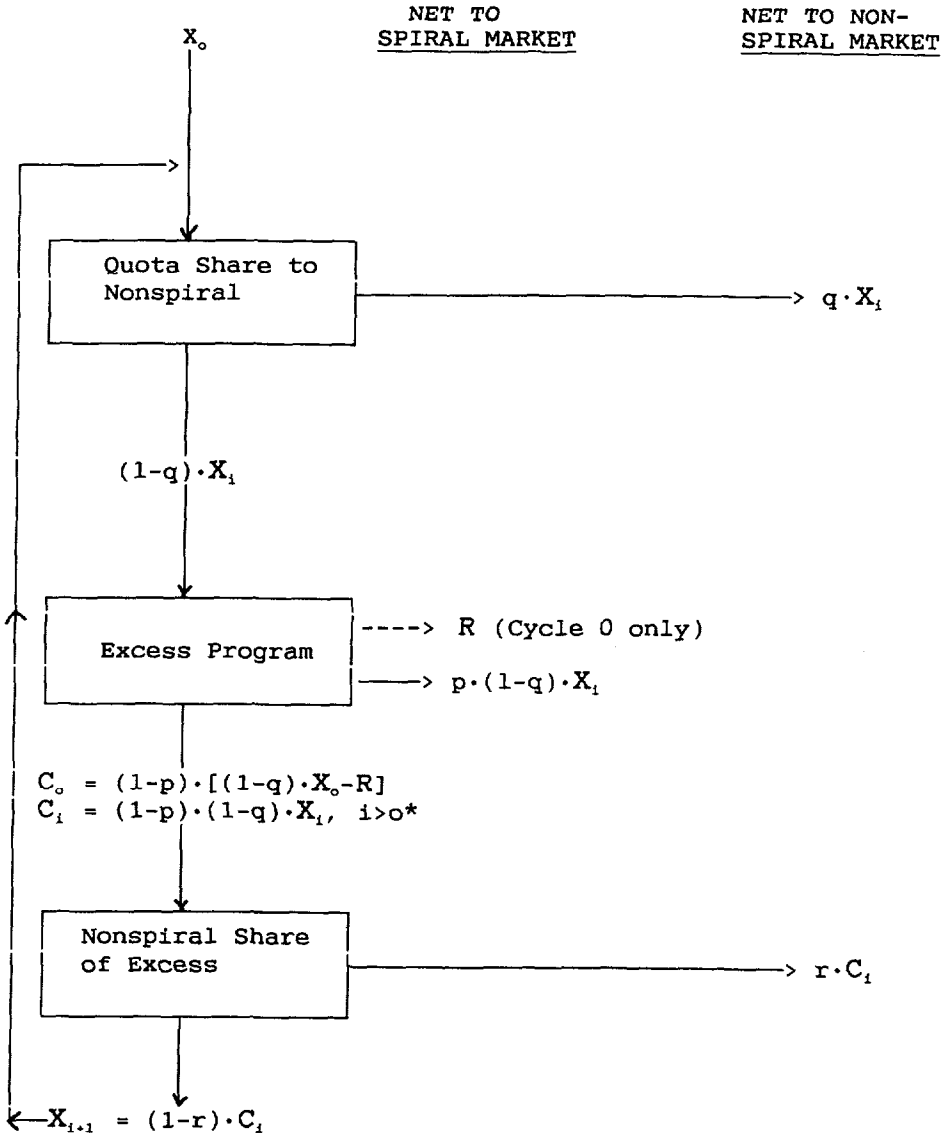 NET TO
SPIRAL MARKET
NET TO NON-
SPIRAL MARKET
X₀
Quota Share to
Nonspiral
q·Xᵢ
(1-q)·Xᵢ
Excess Program
R (Cycle 0 only)
p·(1-q)·Xᵢ
C₀ = (1-p)·[(1-q)·X₀-R]
Cᵢ = (1-p)·(1-q)·Xᵢ, i>o*
Nonspiral Share
of Excess
r·Cᵢ
Xᵢ₊₁ = (1-r)·Cᵢ